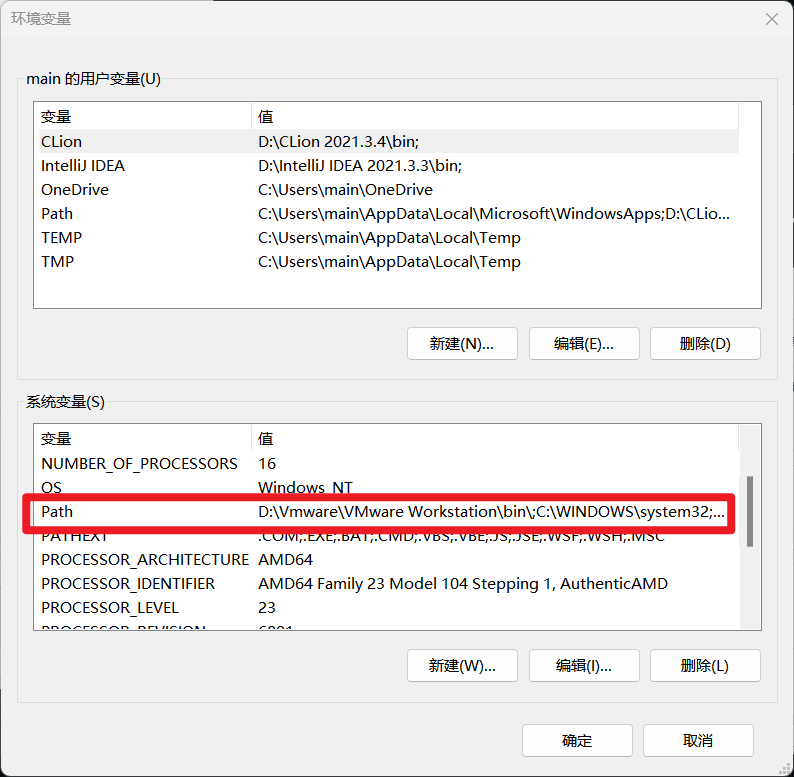 环境变量
main 的用户变量(U)
变量 值
CLion D:\CLion 2021.3.4\bin;
IntelliJ IDEA D:\IntelliJ IDEA 2021.3.3\bin;
OneDrive C:\Users\main\OneDrive
Path C:\Users\main\AppData\Local\Microsoft\WindowsApps;D:\CLio...
TEMP C:\Users\main\AppData\Local\Temp
TMP C:\Users\main\AppData\Local\Temp
新建(N)... 编辑(E)... 删除(D)
系统变量(S)
变量 值
NUMBER_OF_PROCESSORS 16
OS Windows_NT
Path D:\Vmware\VMware Workstation\bin\;C:\WINDOWS\system32;...
PATHEXT .COM;.EXE;.BAT;.CMD;.VBS;.VBE;.JS;.JSE;.WSF;.WSH;.MSC
PROCESSOR_ARCHITECTURE AMD64
PROCESSOR_IDENTIFIER AMD64 Family 23 Model 104 Stepping 1, AuthenticAMD
PROCESSOR_LEVEL 23
PROCESSOR_REVISION 6801
新建(W)... 编辑(I)... 删除(L)
确定 取消